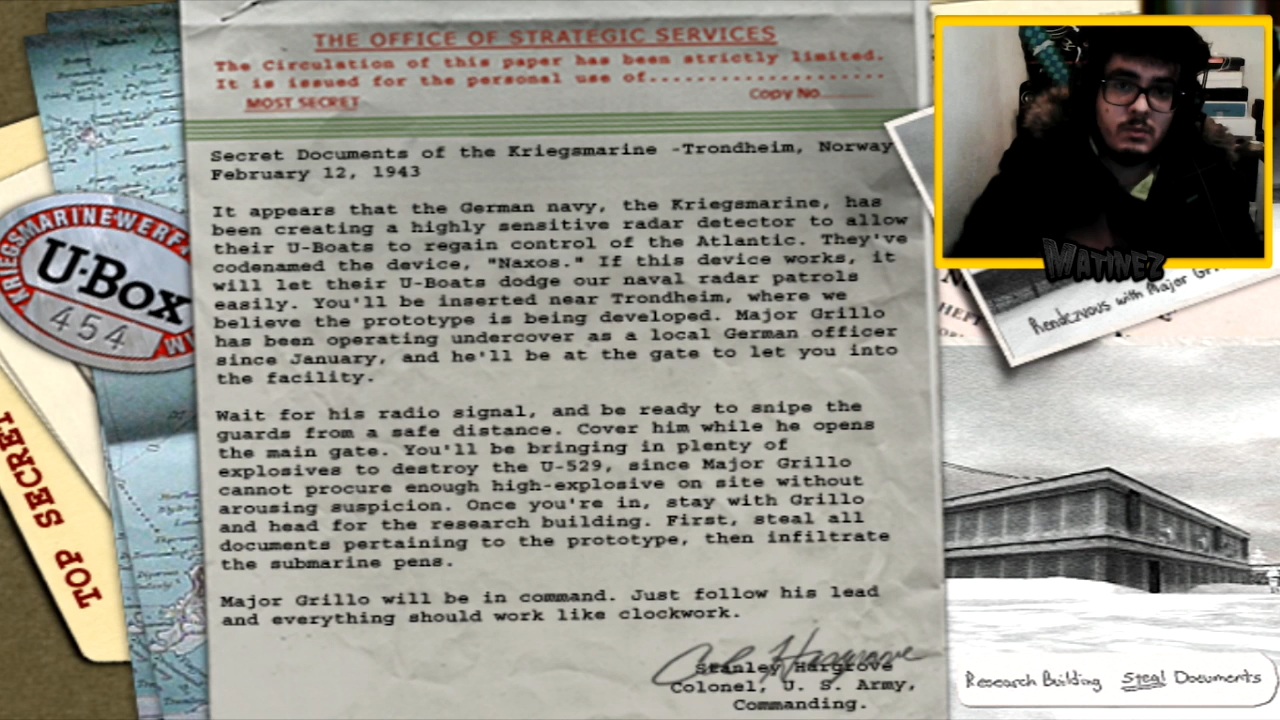 THE OFFICE OF STRATEGIC SERVICES
The Circulation of this paper has been strictly limited.
It is issued for the personal use of.....................
MOST SECRET
Copy No.
Secret Documents of the Kriegsmarine -Trondheim, Norway
February 12, 1943
It appears that the German navy, the Kriegsmarine, has
been creating a highly sensitive radar detector to allow
their U-Boats to regain control of the Atlantic. They've
codenamed the device, "Naxos." If this device works, it
will let their U-Boats dodge our naval radar patrols
easily. You'll be inserted near Trondheim, where we
believe the prototype is being developed. Major Grillo
has been operating undercover as a local German officer
since January, and he'll be at the gate to let you into
the facility.
Wait for his radio signal, and be ready to snipe the
guards from a safe distance. Cover him while he opens
the main gate. You'll be bringing in plenty of
explosives to destroy the U-529, since Major Grillo
cannot procure enough high-explosive on site without
arousing suspicion. Once you're in, stay with Grillo
and head for the research building. First, steal all
documents pertaining to the prototype, then infiltrate
the submarine pens.
Major Grillo will be in command. Just follow his lead
and everything should work like clockwork.
Stanley Hargrove
Colonel, U. S. Army,
Commanding.
KRIEGSMARINEWERFA
U-BOX
454
TOP SECRET
MATINEZ
Rendezvous with Major Gr
Research Building Steal Documents